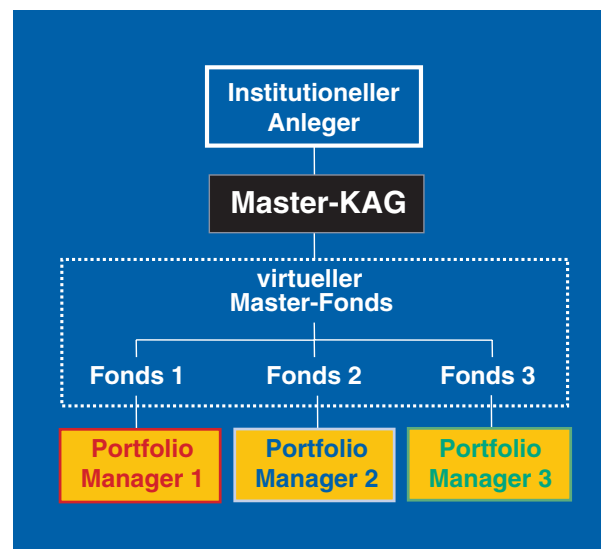 Institutioneller
Anleger
Master-KAG
virtueller
Master-Fonds
Fonds 1
Fonds 2
Fonds 3
Portfolio
Manager 1
Portfolio
Manager 2
Portfolio
Manager 3